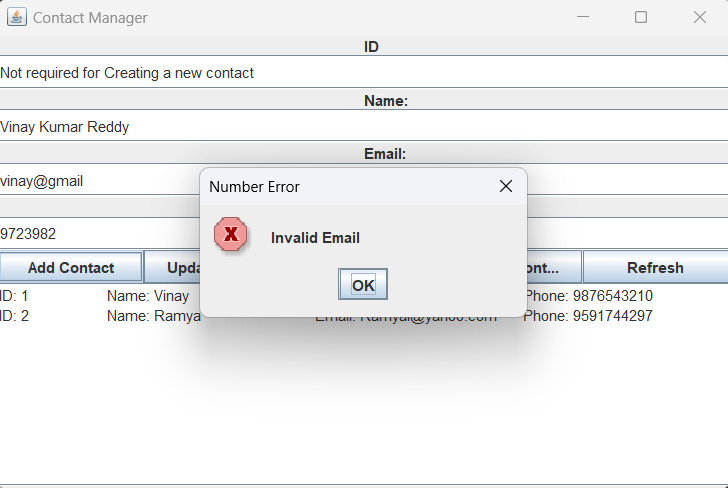 Contact Manager
ID
Not required for Creating a new contact
Name:
Vinay Kumar Reddy
Email:
vinay@gmail
Number Error
Invalid Email
OK
9723982
Add Contact Refresh
ID: 1 Name: Vinay Phone: 9876543210
ID: 2 Name: Ramya Phone: 9591744297